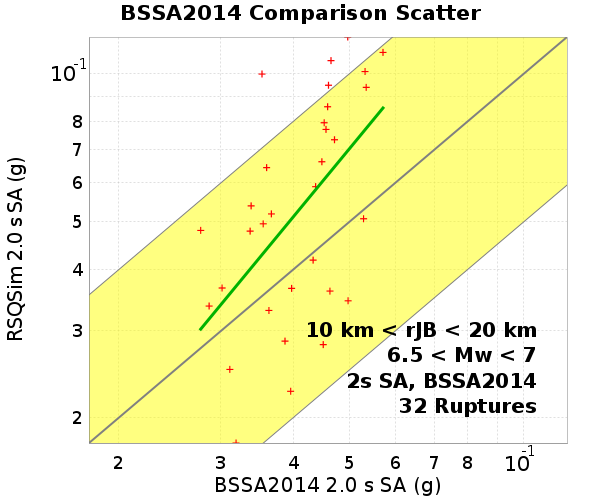 BSSA2014 Comparison Scatter
RSQSim 2.0 s SA (g)
10⁻¹
8
7
6
5
4
3
2
10 km < rJB < 20 km
6.5 < Mw < 7
2s SA, BSSA2014
32 Ruptures
2 3 4 5 6 7 8 10⁻¹
BSSA2014 2.0 s SA (g)